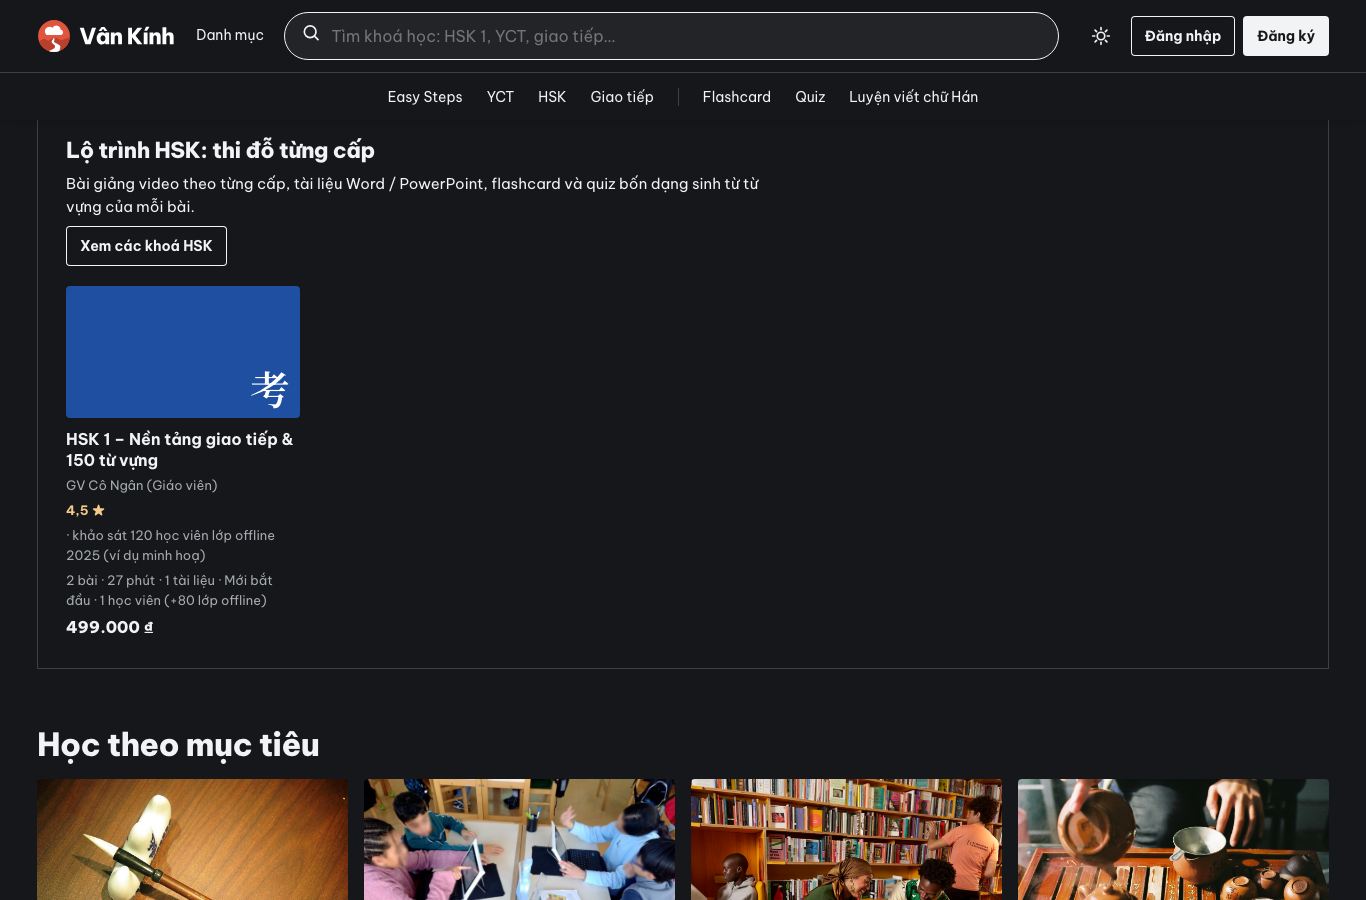 Vân Kính
Danh mục
Tìm khoá học: HSK 1, YCT, giao tiếp...
Đăng nhập
Đăng ký
Easy Steps
YCT
HSK
Giao tiếp
Flashcard
Quiz
Luyện viết chữ Hán
Lộ trình HSK: thi đỗ từng cấp
Bài giảng video theo từng cấp, tài liệu Word / PowerPoint, flashcard và quiz bốn dạng sinh từ từ
vựng của mỗi bài.
Xem các khoá HSK
考
HSK 1 – Nền tảng giao tiếp &
150 từ vựng
GV Cô Ngân (Giáo viên)
4,5 ★
· khảo sát 120 học viên lớp offline
2025 (ví dụ minh hoạ)
2 bài · 27 phút · 1 tài liệu · Mới bắt
đầu · 1 học viên (+80 lớp offline)
499.000 ₫
Học theo mục tiêu